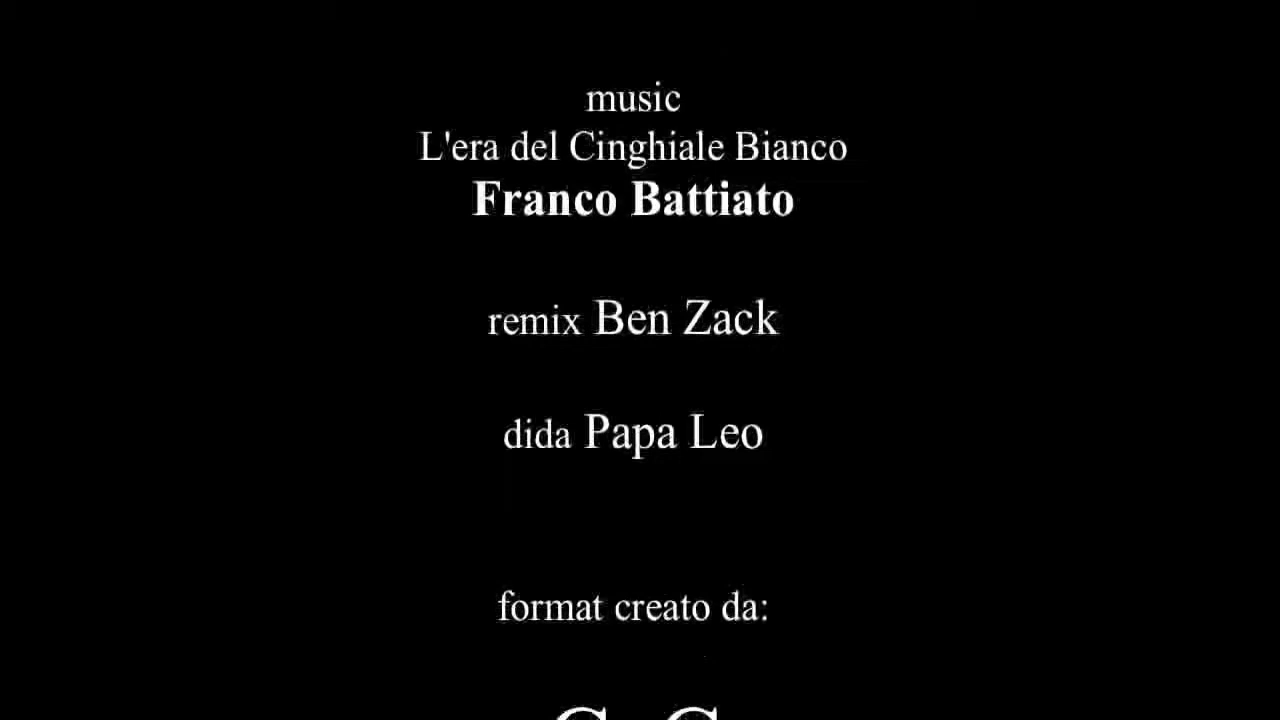 music
L'era del Cinghiale Bianco
Franco Battiato
remix Ben Zack
dida Papa Leo
format creato da: